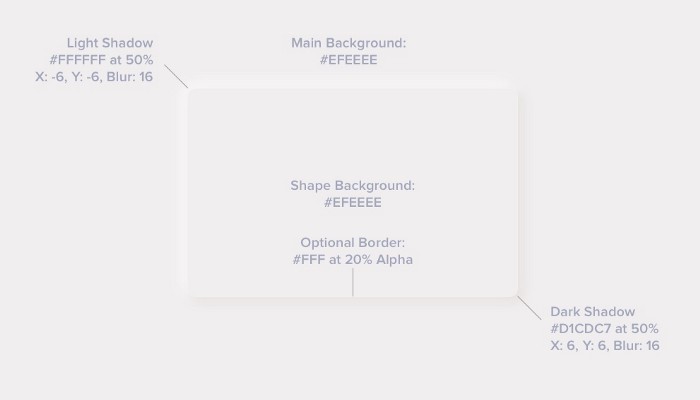 Light Shadow
#FFFFFF at 50%
X: -6, Y: -6, Blur: 16
Main Background:
#EFEEEE
Shape Background:
#EFEEEE
Optional Border:
#FFF at 20% Alpha
Dark Shadow
#D1CDC7 at 50%
X: 6, Y: 6, Blur: 16